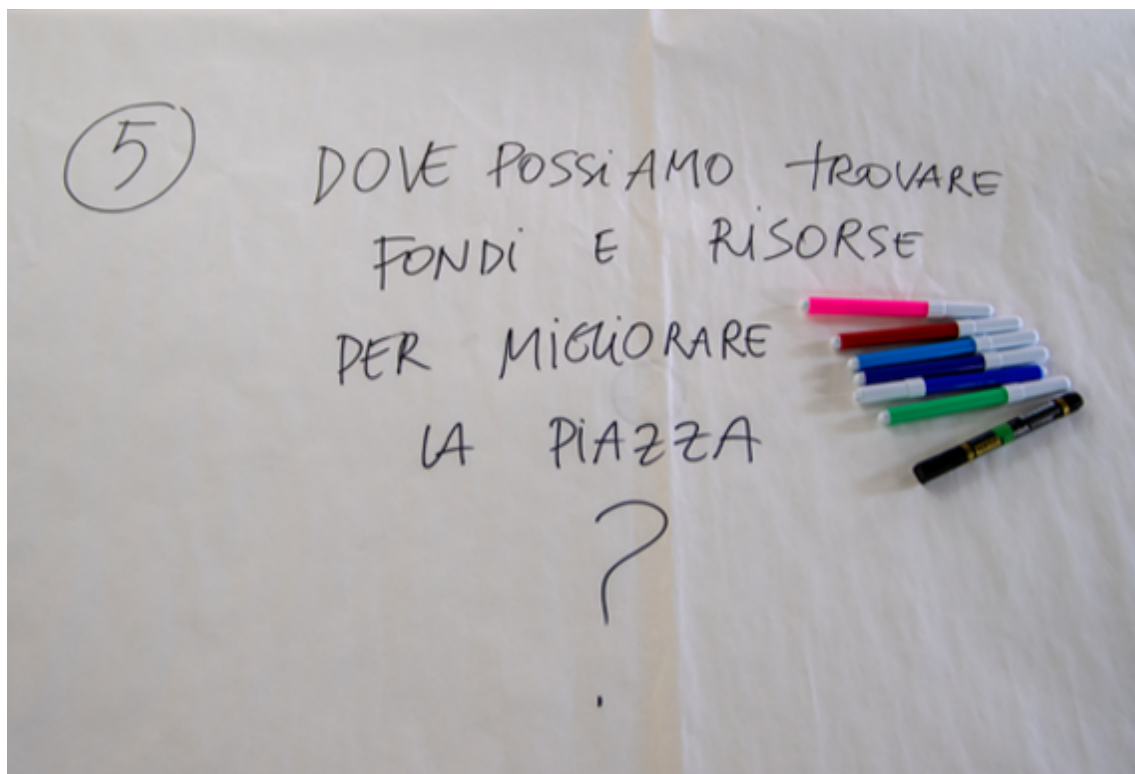 5
DOVE POSSiAMO tROVARE
FONDi E RiSORSE
PER MiGLiORARE
LA PiAZZA
?